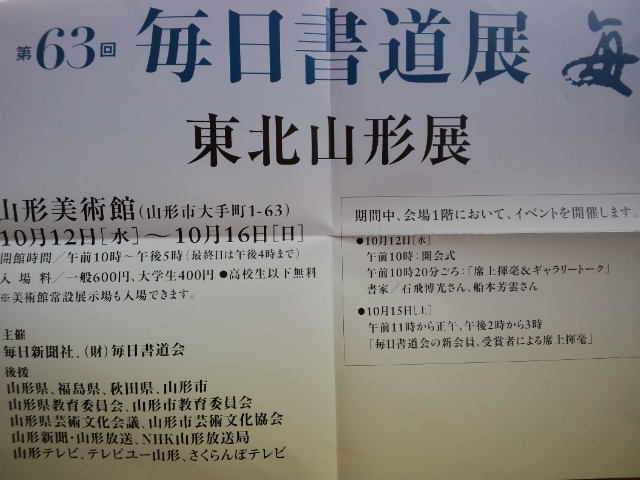 第63回 毎日書道展 毎
東北山形展
山形美術館(山形市大手町1-63)
10月12日[水]〜10月16日[日]
開館時間/午前10時〜午後5時(最終日は午後4時まで)
入場料/一般600円、大学生400円 ●高校生以下無料
※美術館常設展示場も入場できます。
主催
毎日新聞社、(財)毎日書道会
後援
山形県、福島県、秋田県、山形市
山形県教育委員会、山形市教育委員会
山形県芸術文化会議、山形市芸術文化協会
山形新聞・山形放送、NHK山形放送局
山形テレビ、テレビユー山形、さくらんぼテレビ
期間中、会場1階において、イベントを開催します。
●10月12日[水]
午前10時:開会式
午前10時20分ごろ:「席上揮毫&ギャラリートーク」
書家/石飛博光さん、船本芳雲さん
●10月15日[土]
午前11時から正午、午後2時から3時
「毎日書道会の新会員、受賞者による席上揮毫」